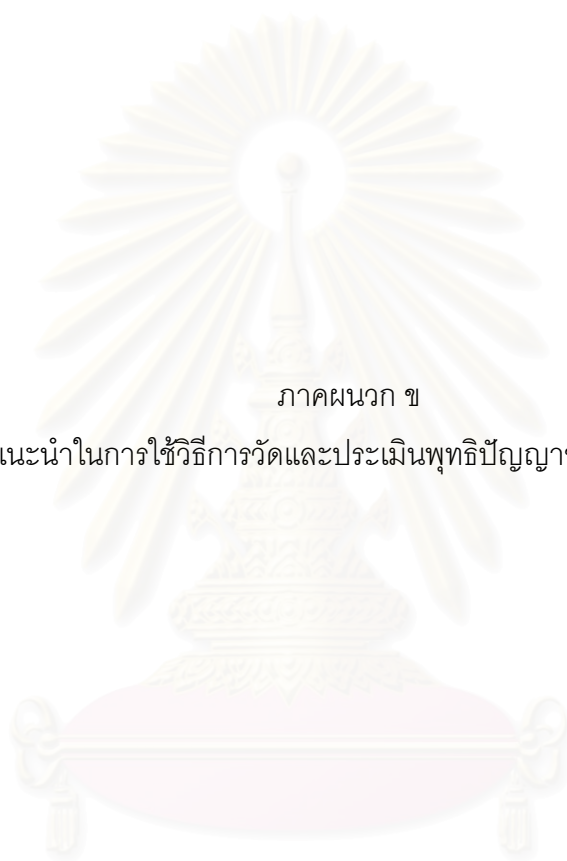 ภาคผนวก ข
แนะนำในการใช้วิธีการวัดและประเมินพุทธิปัญญา